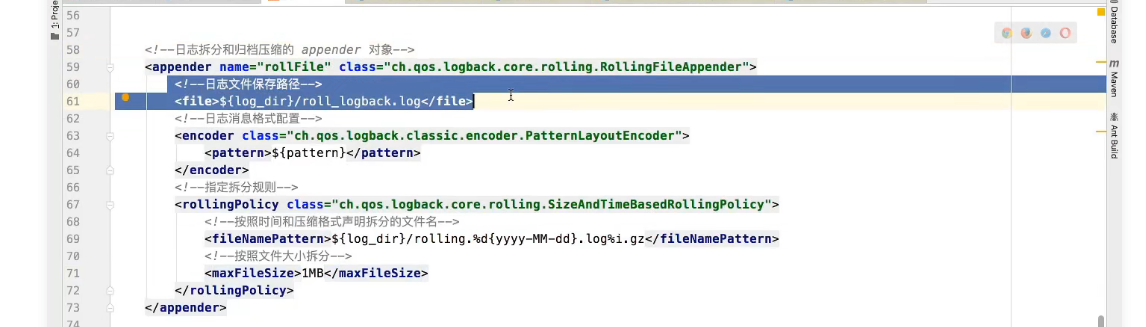 1: Proje
56
57
58 <!--日志拆分和归档压缩的 appender 对象-->
59 <appender name="rollFile" class="ch.qos.logback.core.rolling.RollingFileAppender">
60 <!--日志文件保存路径-->
61 <file>${log_dir}/roll_logback.log</file>
62 <!--日志消息格式配置-->
63 <encoder class="ch.qos.logback.classic.encoder.PatternLayoutEncoder">
64 <pattern>${pattern}</pattern>
65 </encoder>
66 <!--指定拆分规则-->
67 <rollingPolicy class="ch.qos.logback.core.rolling.SizeAndTimeBasedRollingPolicy">
68 <!--按照时间和压缩格式声明拆分的文件名-->
69 <fileNamePattern>${log_dir}/rolling.%d{yyyy-MM-dd}.log%i.gz</fileNamePattern>
70 <!--按照文件大小拆分-->
71 <maxFileSize>1MB</maxFileSize>
72 </rollingPolicy>
73 </appender>
74
Database
m
Maven
Ant Build